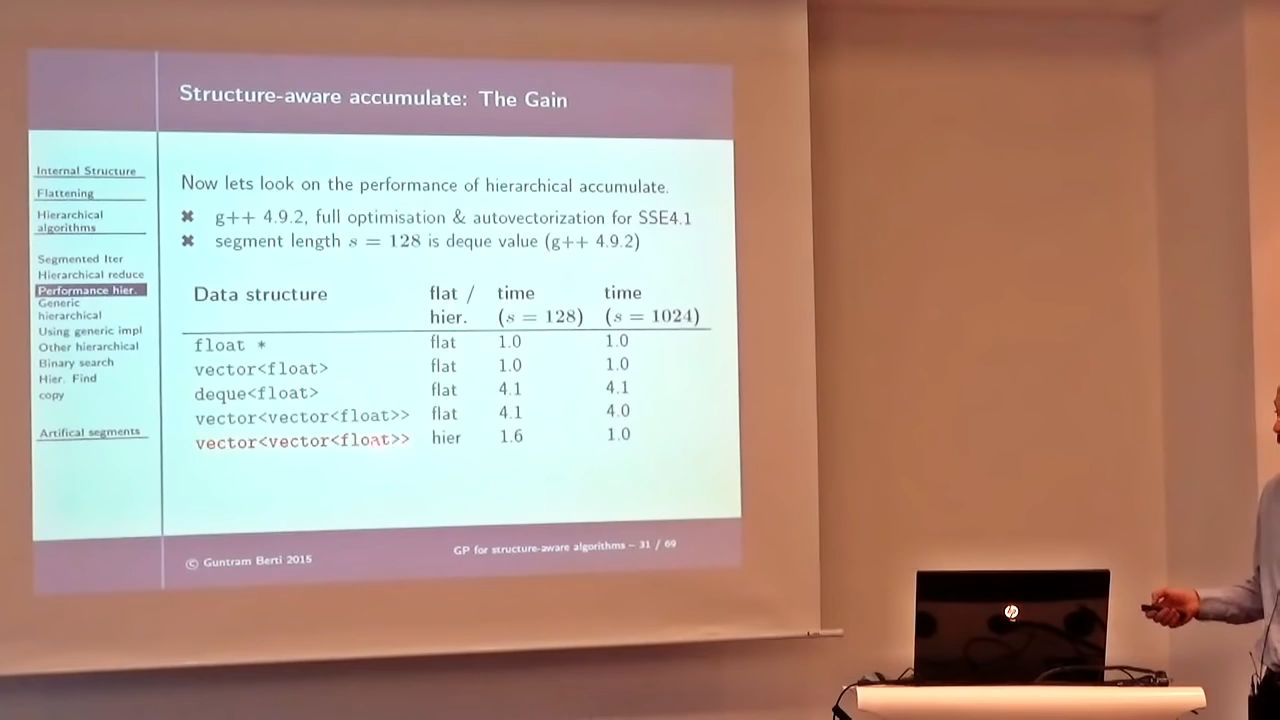 Structure-aware accumulate: The Gain
Internal Structure
Flattening
Hierarchical
algorithms
Segmented Iter
Hierarchical reduce
Performance hier.
Generic
hierarchical
Using generic impl
Other hierarchical
Binary search
Hier. Find
copy
Artifical segments
Now lets look on the performance of hierarchical accumulate.
✖ g++ 4.9.2, full optimisation & autovectorization for SSE4.1
✖ segment length s = 128 is deque value (g++ 4.9.2)
Data structure flat / time time
hier. (s = 128) (s = 1024)
float * flat 1.0 1.0
vector<float> flat 1.0 1.0
deque<float> flat 4.1 4.1
vector<vector<float>> flat 4.1 4.0
vector<vector<float>> hier 1.6 1.0
© Guntram Berti 2015
GP for structure-aware algorithms – 31 / 69
hp